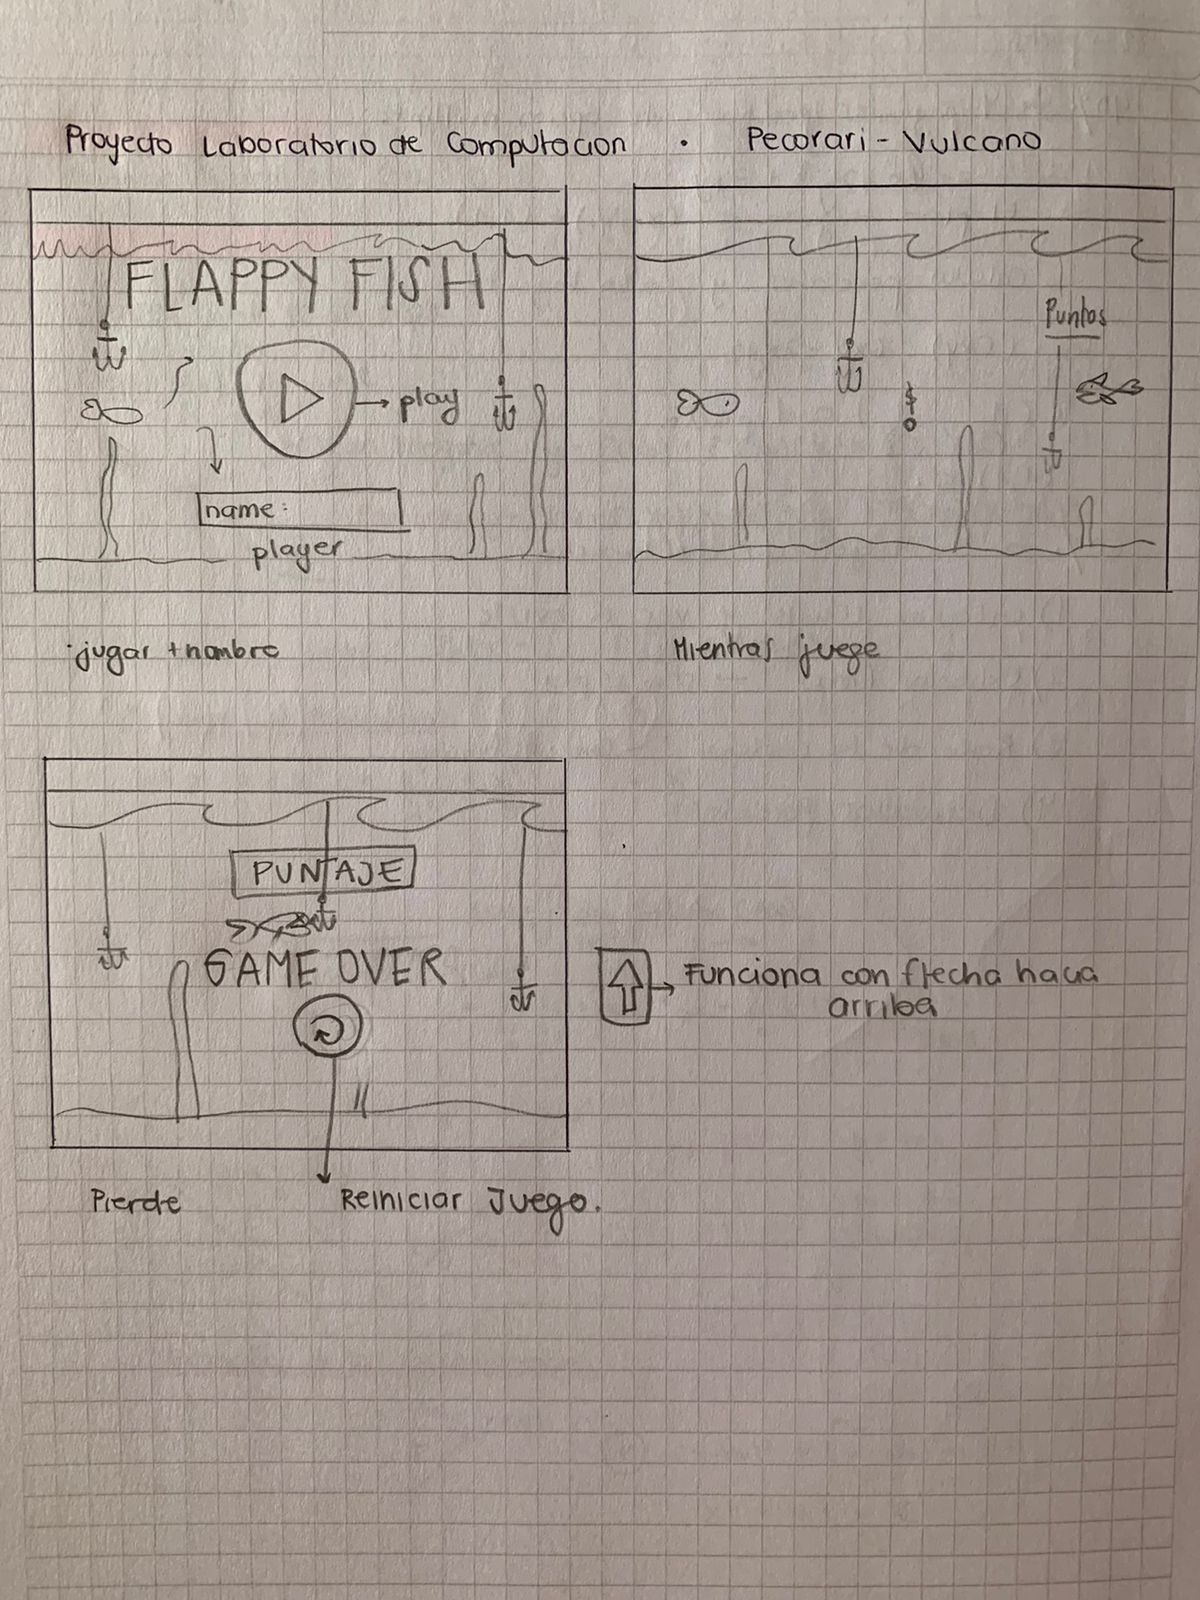 Proyecto Laboratorio de Computacion • Pecorari - Vulcano
FLAPPY FISH
play
name:
player
Puntos
•jugar + nombre
Mientras juege
PUNTAJE
GAME OVER
Funciona con flecha hacia
arriba
Pierde
Reiniciar Juego.